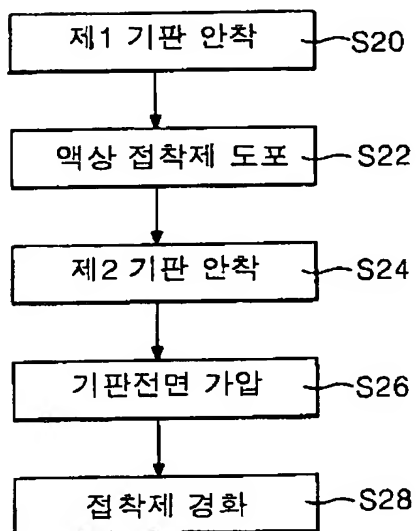 제1 기판 안착 S20
액상 접착제 도포 S22
제2 기판 안착 S24
기판전면 가압 S26
접착제 경화 S28